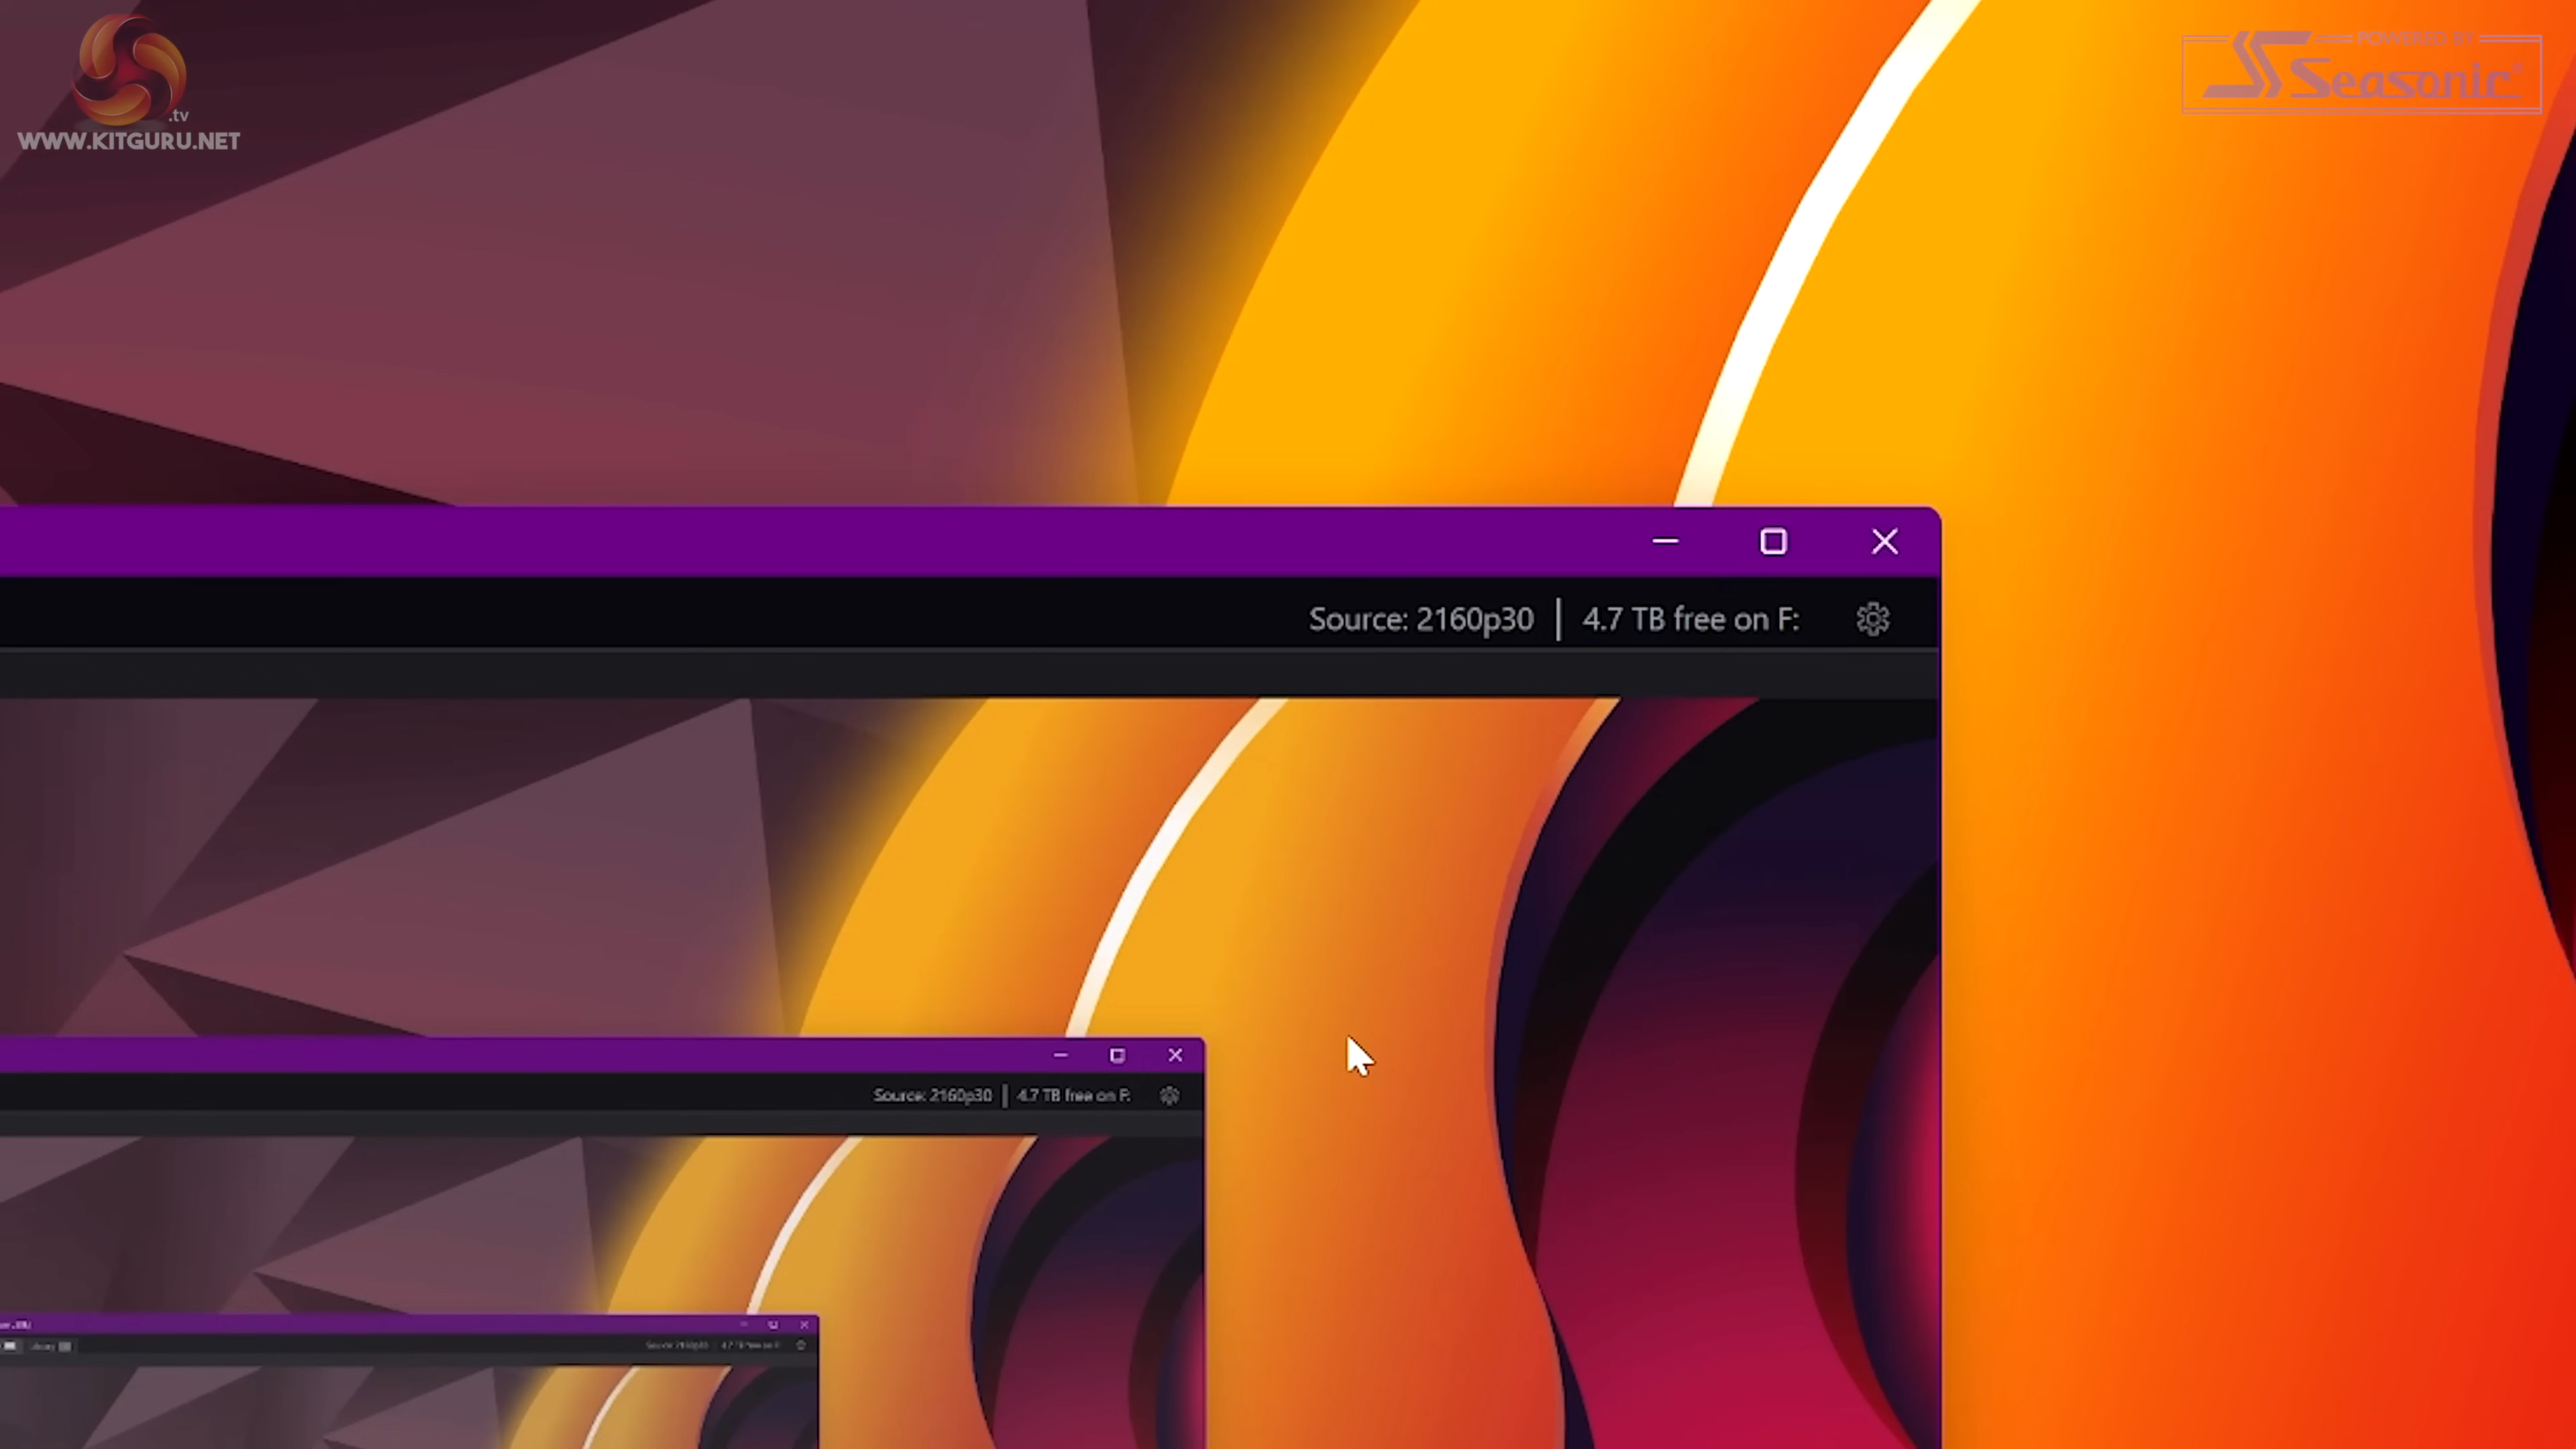 .tv
WWW.KITGURU.NET
POWERED BY
Seasonic
Source: 2160p30 | 4.7 TB free on F:
Source: 2160p30 | 4.7 TB free on F: